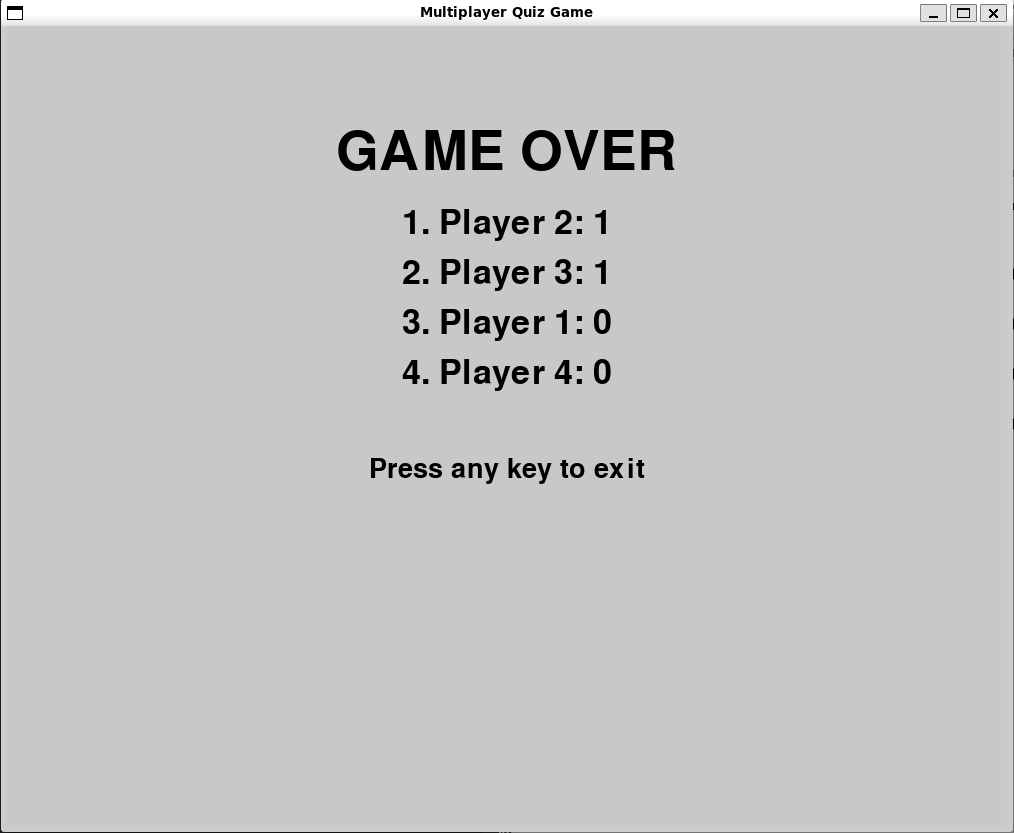 Multiplayer Quiz Game
GAME OVER
1. Player 2: 1
2. Player 3: 1
3. Player 1: 0
4. Player 4: 0
Press any key to exit